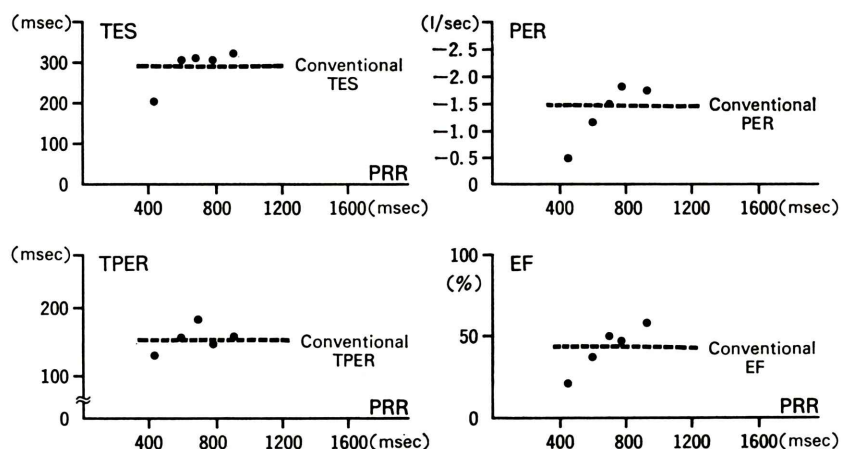 (msec)
TES
300
200
100
0
Conventional
TES
PRR
400 800 1200 1600(msec)
(l/sec)
PER
−2.5
−2.0
−1.5
−1.0
−0.5
0
Conventional
PER
400 800 1200 1600(msec)
(msec)
TPER
200
100
0
Conventional
TPER
PRR
400 800 1200 1600(msec)
100
(%)
EF
50
0
Conventional
EF
PRR
400 800 1200 1600(msec)